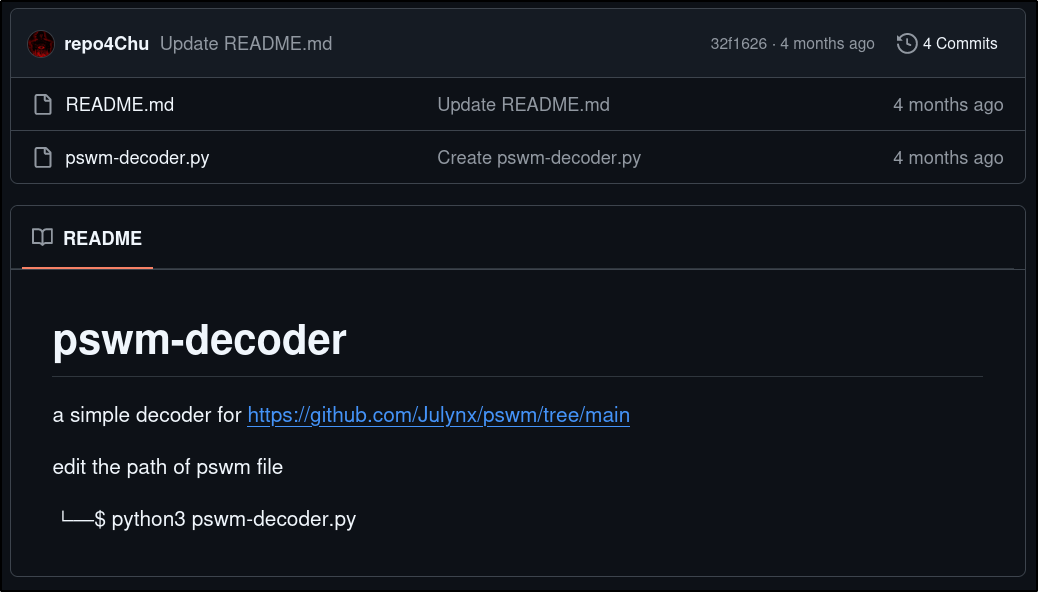 repo4Chu Update README.md 32f1626 · 4 months ago 4 Commits
README.md Update README.md 4 months ago
pswm-decoder.py Create pswm-decoder.py 4 months ago
README
pswm-decoder
a simple decoder for https://github.com/Julynx/pswm/tree/main
edit the path of pswm file
└──$ python3 pswm-decoder.py